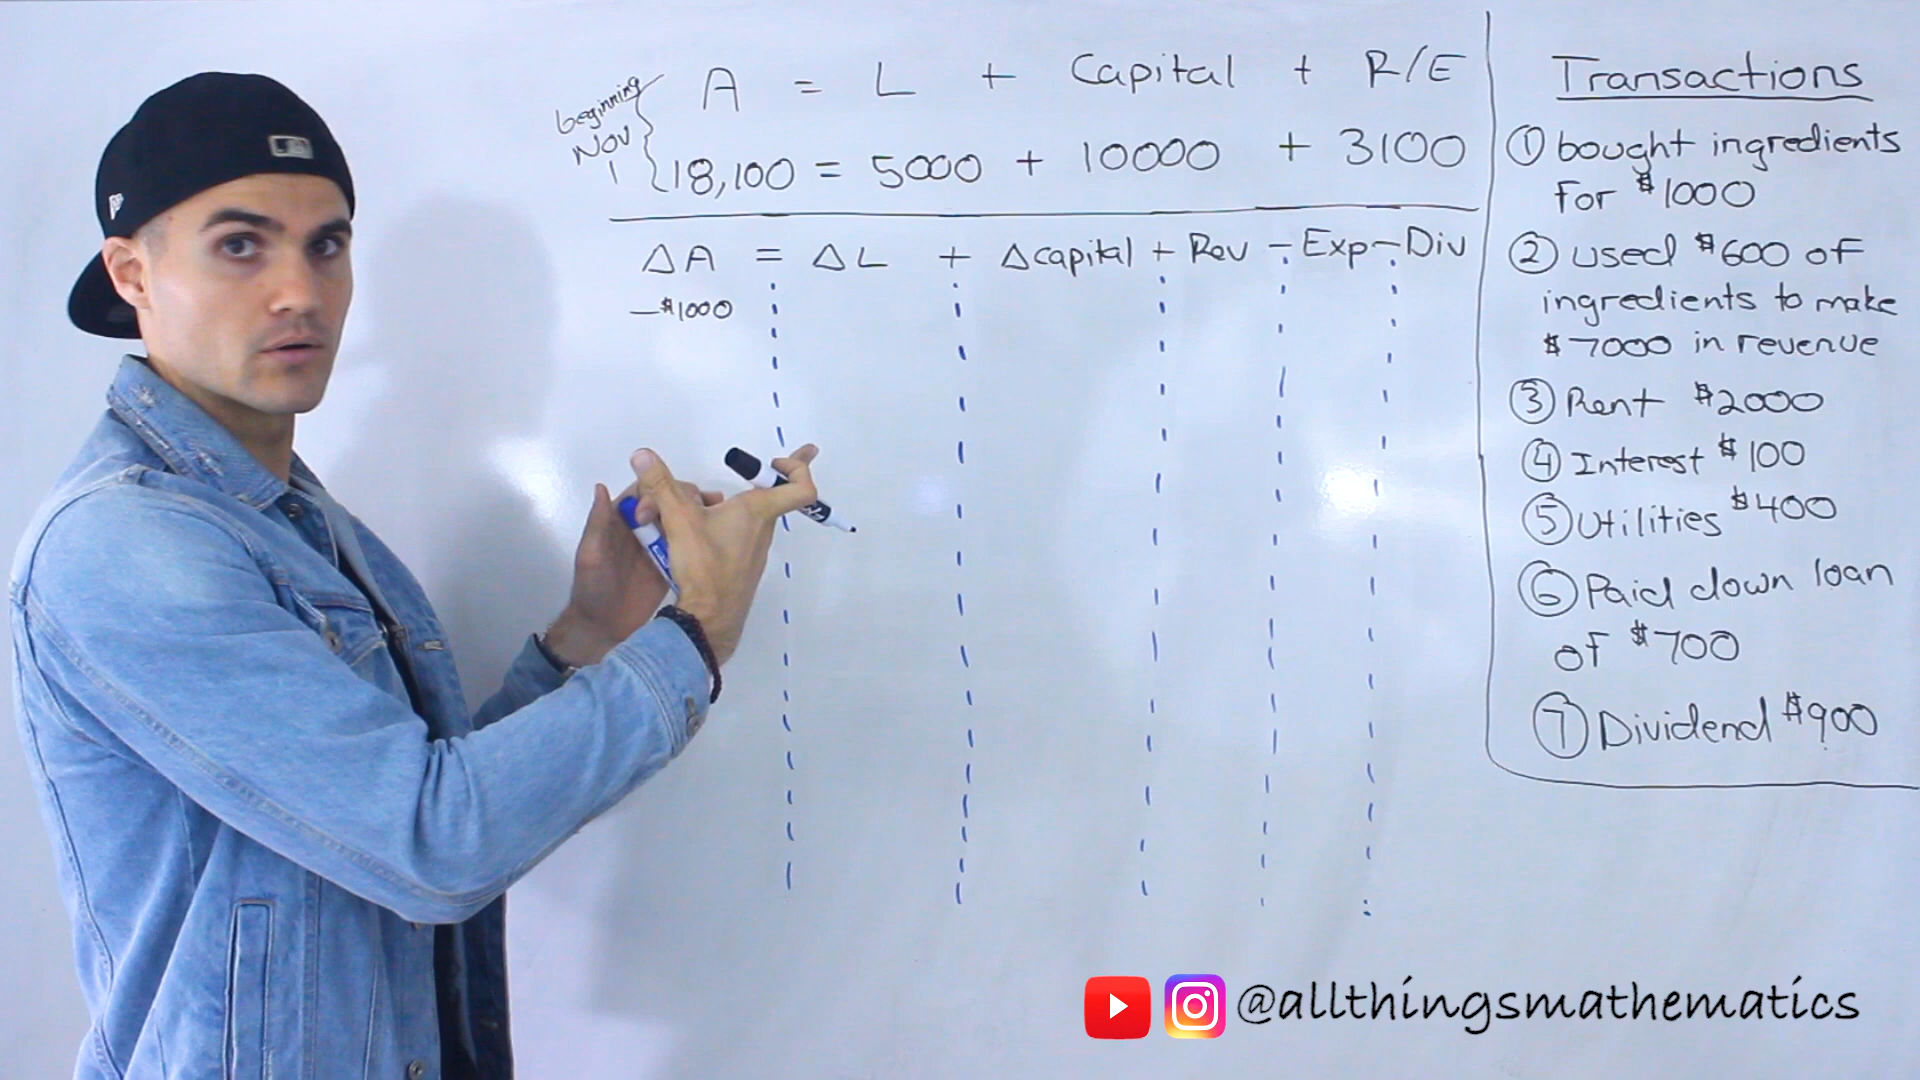 beginning
Nov
1
A = L + Capital + R/E
18,100 = 5000 + 10000 + 3100
ΔA = ΔL + Δcapital + Rev - Exp - Div
-$1000
Transactions
① bought ingredients
for $1000
② used $600 of
ingredients to make
$7000 in revenue
③ Rent $2000
④ Interest $100
⑤ Utilities $400
⑥ Paid down loan
of $700
⑦ Dividend $900
@allthingsmathematics